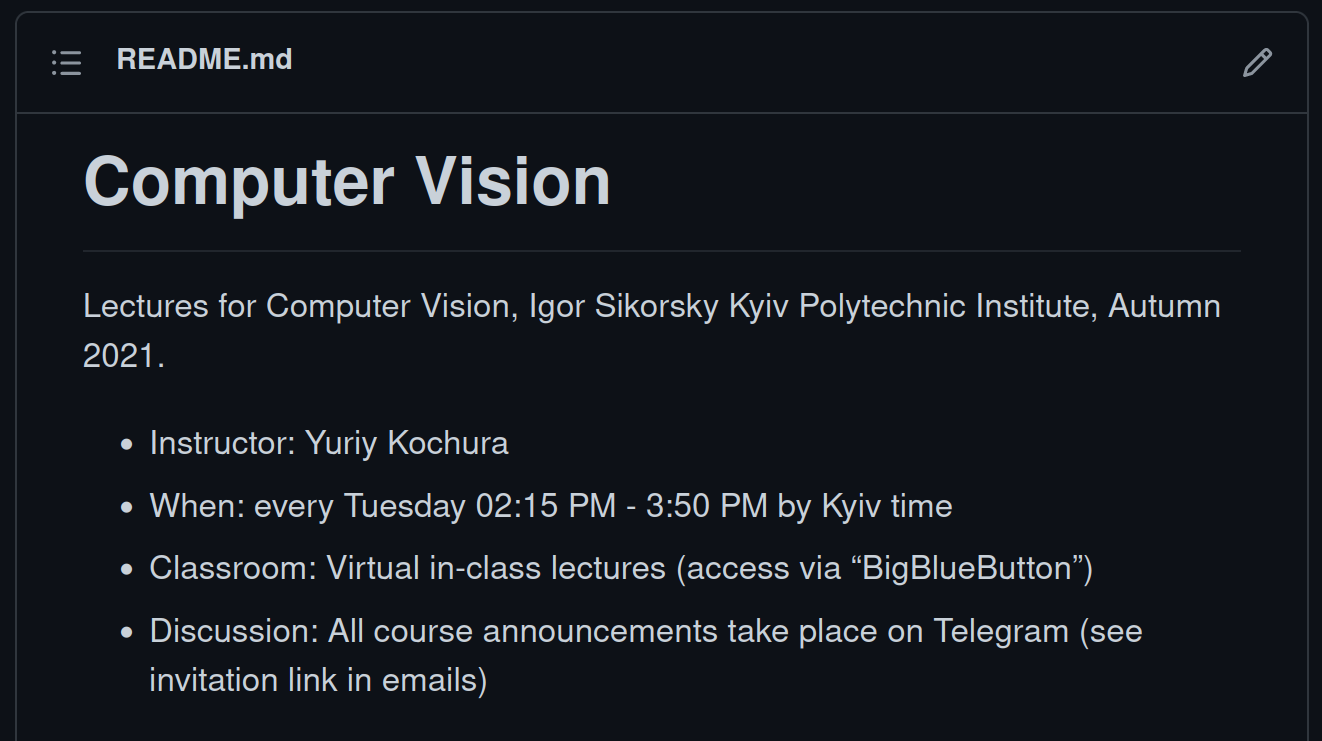 README.md
Computer Vision
Lectures for Computer Vision, Igor Sikorsky Kyiv Polytechnic Institute, Autumn
2021.
Instructor: Yuriy Kochura
When: every Tuesday 02:15 PM - 3:50 PM by Kyiv time
Classroom: Virtual in-class lectures (access via “BigBlueButton”)
Discussion: All course announcements take place on Telegram (see
invitation link in emails)